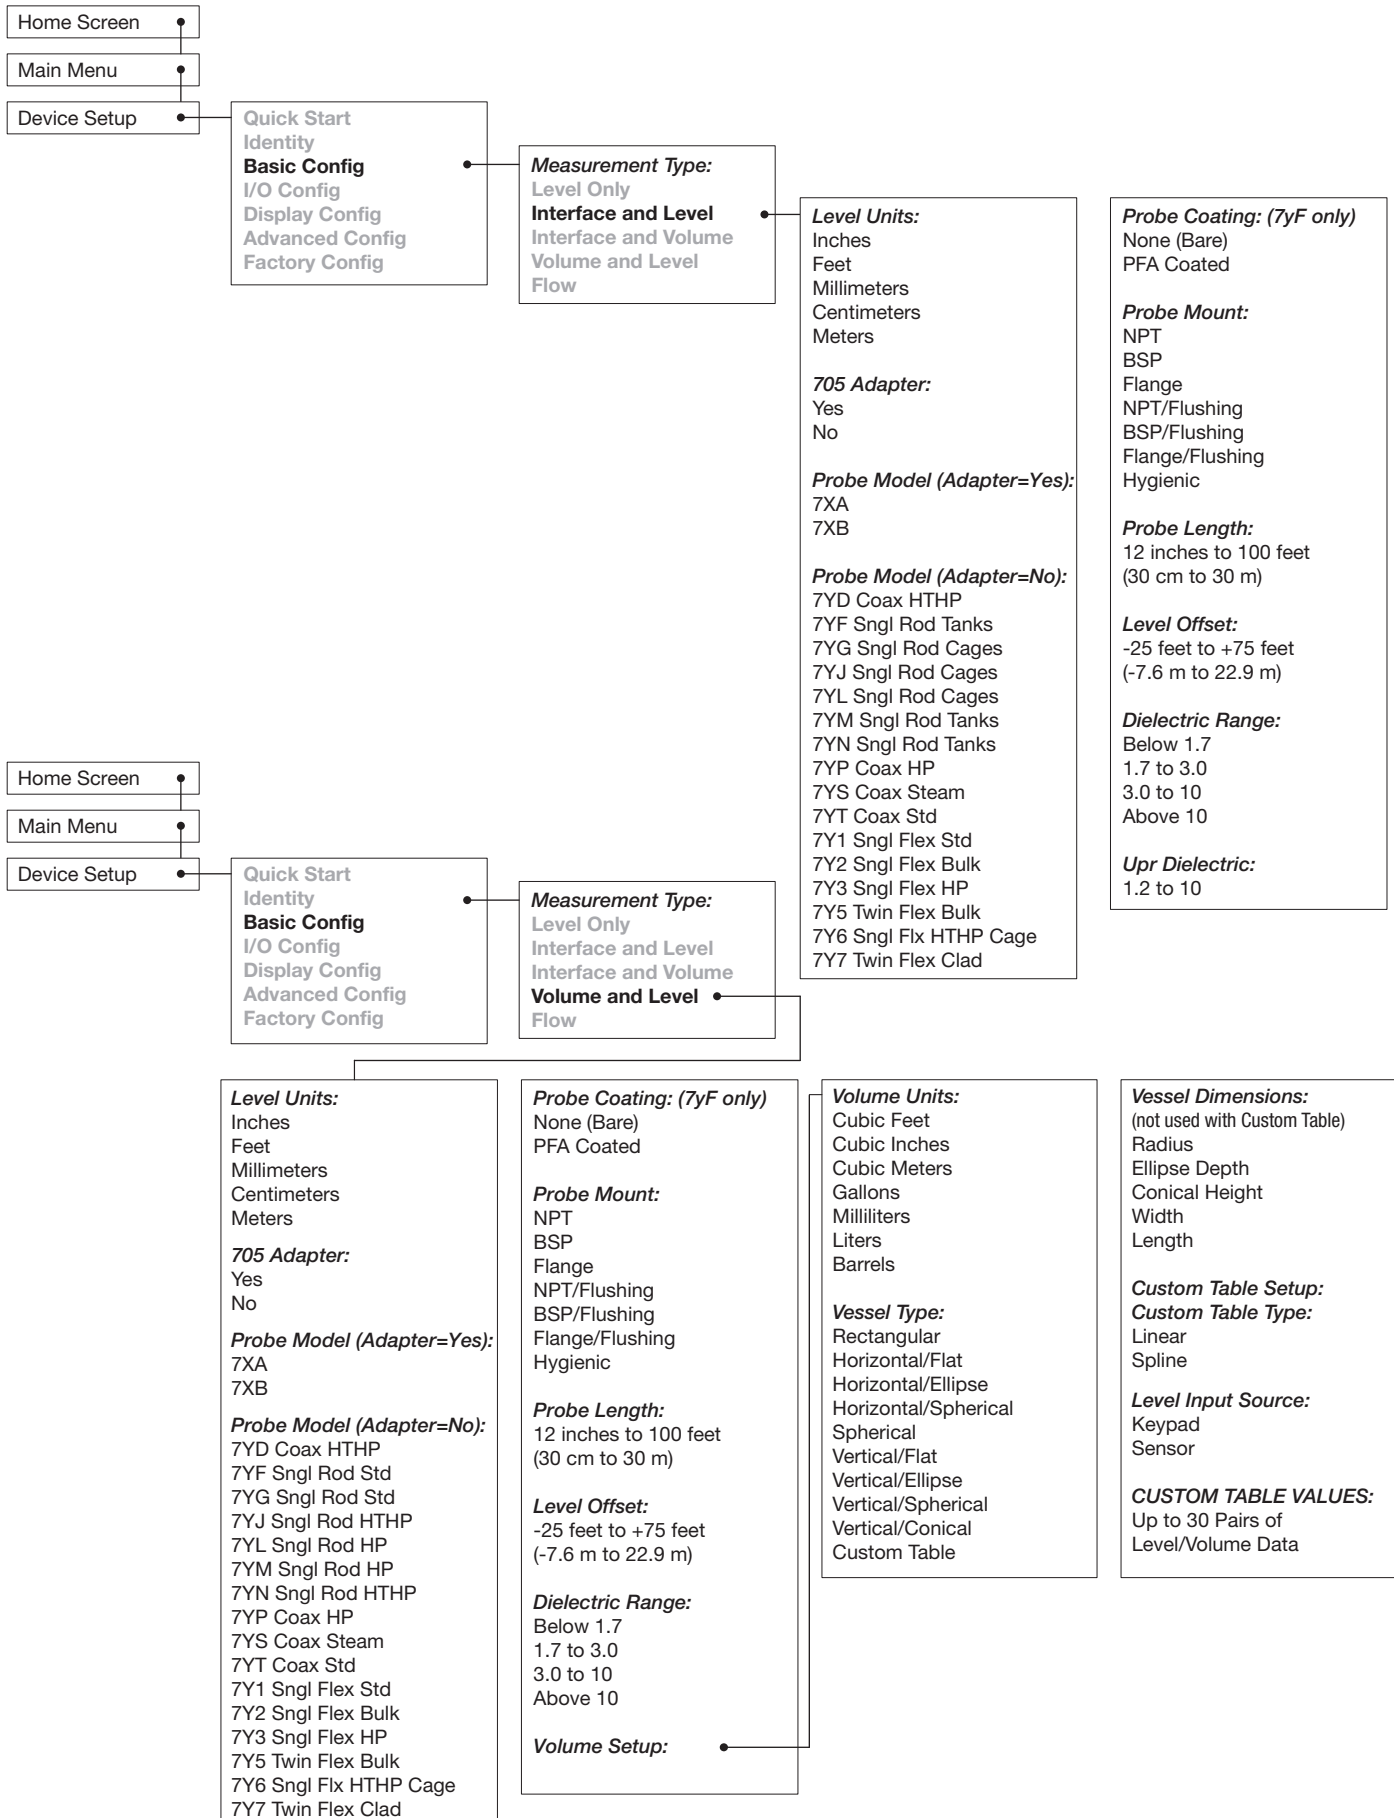 Home Screen
Main Menu
Device Setup
Quick Start
Identity
Basic Config
I/O Config
Display Config
Advanced Config
Factory Config
Measurement Type:
Level Only
Interface and Level
Interface and Volume
Volume and Level
Flow
Level Units:
Inches
Feet
Millimeters
Centimeters
Meters
705 Adapter:
Yes
No
Probe Model (Adapter=Yes):
7XA
7XB
Probe Model (Adapter=No):
7YD Coax HTHP
7YF Sngl Rod Tanks
7YG Sngl Rod Cages
7YJ Sngl Rod Cages
7YL Sngl Rod Cages
7YM Sngl Rod Tanks
7YN Sngl Rod Tanks
7YP Coax HP
7YS Coax Steam
7YT Coax Std
7Y1 Sngl Flex Std
7Y2 Sngl Flex Bulk
7Y3 Sngl Flex HP
7Y5 Twin Flex Bulk
7Y6 Sngl Flx HTHP Cage
7Y7 Twin Flex Clad
Probe Coating: (7yF only)
None (Bare)
PFA Coated
Probe Mount:
NPT
BSP
Flange
NPT/Flushing
BSP/Flushing
Flange/Flushing
Hygienic
Probe Length:
12 inches to 100 feet
(30 cm to 30 m)
Level Offset:
-25 feet to +75 feet
(-7.6 m to 22.9 m)
Dielectric Range:
Below 1.7
1.7 to 3.0
3.0 to 10
Above 10
Upr Dielectric:
1.2 to 10
Home Screen
Main Menu
Device Setup
Quick Start
Identity
Basic Config
I/O Config
Display Config
Advanced Config
Factory Config
Measurement Type:
Level Only
Interface and Level
Interface and Volume
Volume and Level
Flow
Level Units:
Inches
Feet
Millimeters
Centimeters
Meters
705 Adapter:
Yes
No
Probe Model (Adapter=Yes):
7XA
7XB
Probe Model (Adapter=No):
7YD Coax HTHP
7YF Sngl Rod Std
7YG Sngl Rod Std
7YJ Sngl Rod HTHP
7YL Sngl Rod HP
7YM Sngl Rod HP
7YN Sngl Rod HTHP
7YP Coax HP
7YS Coax Steam
7YT Coax Std
7Y1 Sngl Flex Std
7Y2 Sngl Flex Bulk
7Y3 Sngl Flex HP
7Y5 Twin Flex Bulk
7Y6 Sngl Flx HTHP Cage
7Y7 Twin Flex Clad
Probe Coating: (7yF only)
None (Bare)
PFA Coated
Probe Mount:
NPT
BSP
Flange
NPT/Flushing
BSP/Flushing
Flange/Flushing
Hygienic
Probe Length:
12 inches to 100 feet
(30 cm to 30 m)
Level Offset:
-25 feet to +75 feet
(-7.6 m to 22.9 m)
Dielectric Range:
Below 1.7
1.7 to 3.0
3.0 to 10
Above 10
Volume Setup:
Volume Units:
Cubic Feet
Cubic Inches
Cubic Meters
Gallons
Milliliters
Liters
Barrels
Vessel Type:
Rectangular
Horizontal/Flat
Horizontal/Ellipse
Horizontal/Spherical
Spherical
Vertical/Flat
Vertical/Ellipse
Vertical/Spherical
Vertical/Conical
Custom Table
Vessel Dimensions:
(not used with Custom Table)
Radius
Ellipse Depth
Conical Height
Width
Length
Custom Table Setup:
Custom Table Type:
Linear
Spline
Level Input Source:
Keypad
Sensor
CUSTOM TABLE VALUES:
Up to 30 Pairs of
Level/Volume Data